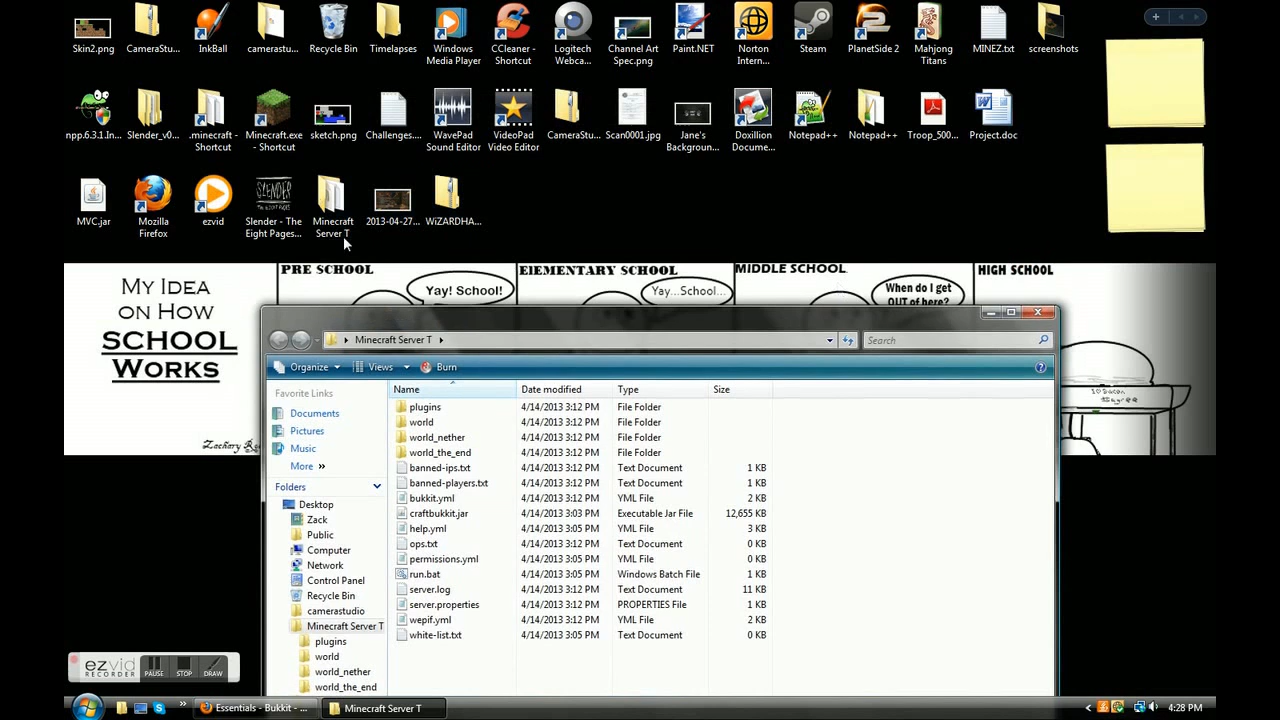 Skin2.png CameraStu... InkBall camerastu... Recycle Bin Timelapses Windows Media Player CCleaner - Shortcut Logitech Webca... Channel Art Spec.png Paint.NET Norton Intern... Steam PlanetSide 2 Mahjong Titans MINEZ.txt screenshots
npp.6.3.1.In... Slender_v0... .minecraft - Shortcut Minecraft.exe - Shortcut sketch.png Challenges.... WavePad Sound Editor VideoPad Video Editor CameraStu... Scan0001.jpg Jane's Backgroun... Doxillion Docume... Notepad++ Notepad++ Troop_500... Project.doc
MVC.jar Mozilla Firefox ezvid Slender - The Eight Pages... Minecraft Server T 2013-04-27... WiZARDHA...
MY IDEA
ON HOW
SCHOOL
WORKS
PRE SCHOOL
Yay! School!
ElEMENTARY SCHOOL
Yay...School...
MIDDLE SCHOOL
When do I get
OUT of here?
HIGH SCHOOL
Minecraft Server T
Search
Organize Views Burn
Favorite Links
Documents
Pictures
Music
More »
Folders
Desktop
Zack
Public
Computer
Network
Control Panel
Recycle Bin
camerastudio
Minecraft Server T
plugins
world
world_nether
world_the_end
Name Date modified Type Size
plugins 4/14/2013 3:12 PM File Folder
world 4/14/2013 3:12 PM File Folder
world_nether 4/14/2013 3:12 PM File Folder
world_the_end 4/14/2013 3:12 PM File Folder
banned-ips.txt 4/14/2013 3:12 PM Text Document 1 KB
banned-players.txt 4/14/2013 3:12 PM Text Document 1 KB
bukkit.yml 4/14/2013 3:12 PM YML File 2 KB
craftbukkit.jar 4/14/2013 3:03 PM Executable Jar File 12,655 KB
help.yml 4/14/2013 3:05 PM YML File 3 KB
ops.txt 4/14/2013 3:12 PM Text Document 0 KB
permissions.yml 4/14/2013 3:05 PM YML File 0 KB
run.bat 4/14/2013 3:05 PM Windows Batch File 1 KB
server.log 4/14/2013 3:12 PM Text Document 11 KB
server.properties 4/14/2013 3:12 PM PROPERTIES File 1 KB
wepif.yml 4/14/2013 3:12 PM YML File 2 KB
white-list.txt 4/14/2013 3:05 PM Text Document 0 KB
ezvid
RECORDER
PAUSE STOP DRAW
Essentials - Bukkit - ... Minecraft Server T 4:28 PM